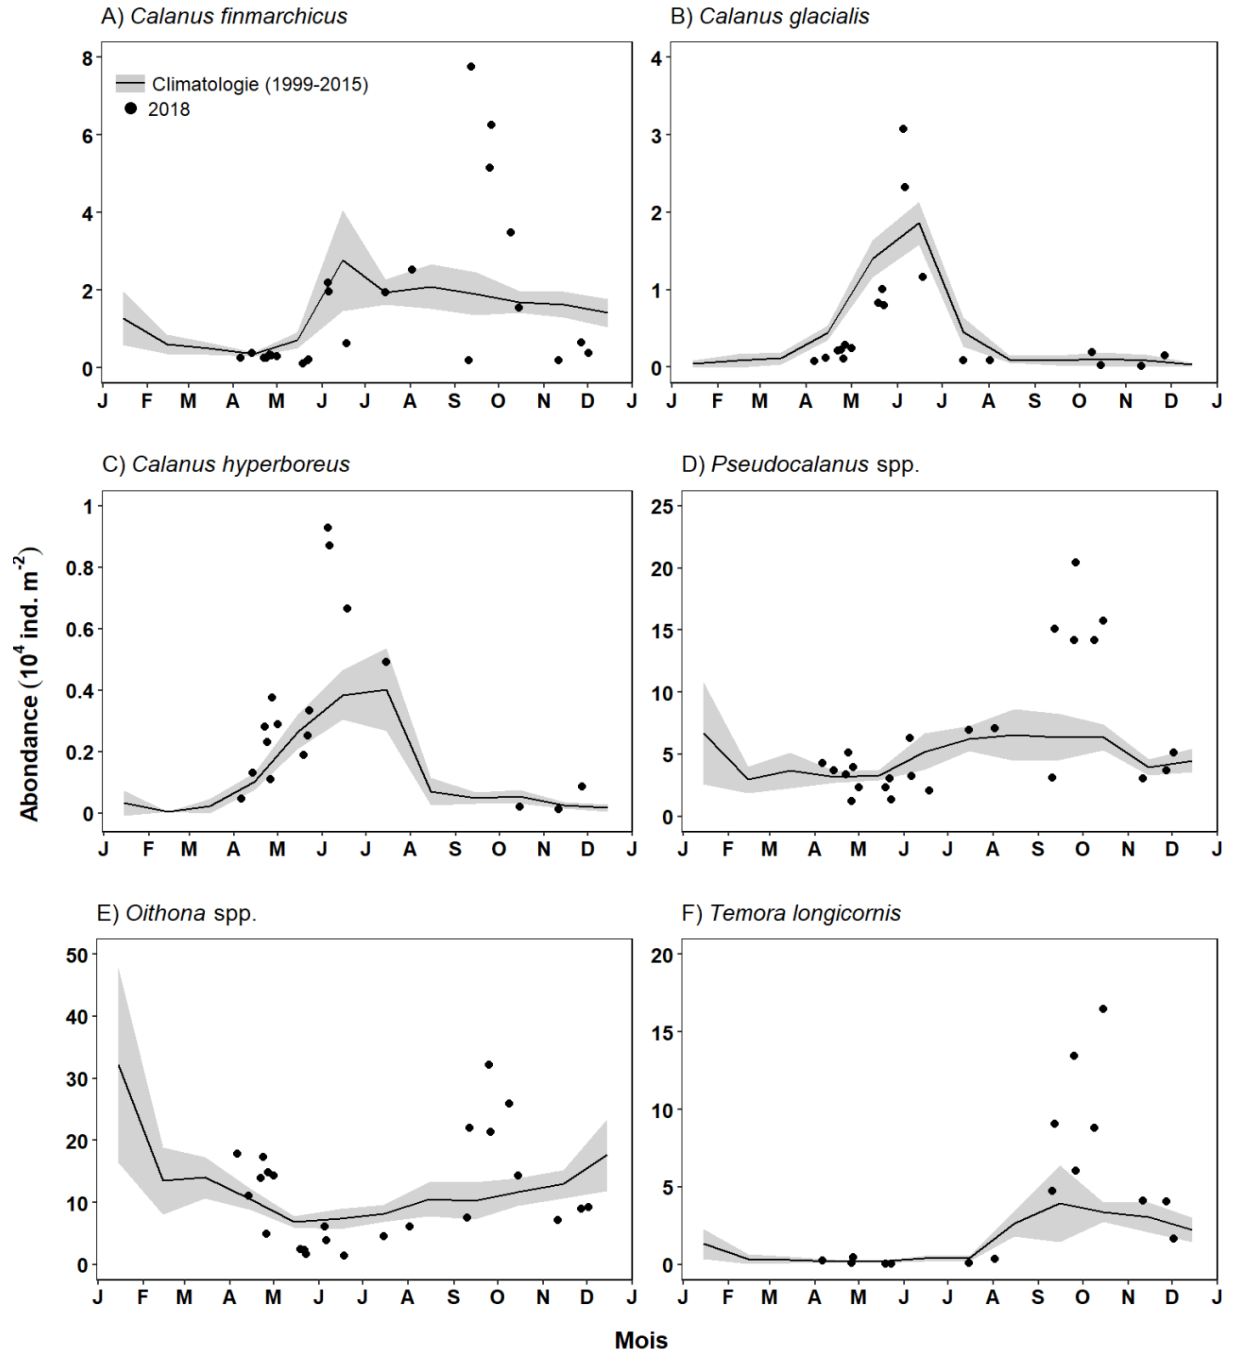 A) Calanus finmarchicus
B) Calanus glacialis
Climatologie (1999-2015)
2018
8
6
4
2
0
J F M A M J J A S O N D J
4
3
2
1
0
J F M A M J J A S O N D J
C) Calanus hyperboreus
D) Pseudocalanus spp.
1
0.8
0.6
0.4
0.2
0
J F M A M J J A S O N D J
25
20
15
10
5
0
J F M A M J J A S O N D J
Abondance (10⁴ ind. m⁻²)
E) Oithona spp.
F) Temora longicornis
50
40
30
20
10
0
J F M A M J J A S O N D J
20
15
10
5
0
J F M A M J J A S O N D J
Mois